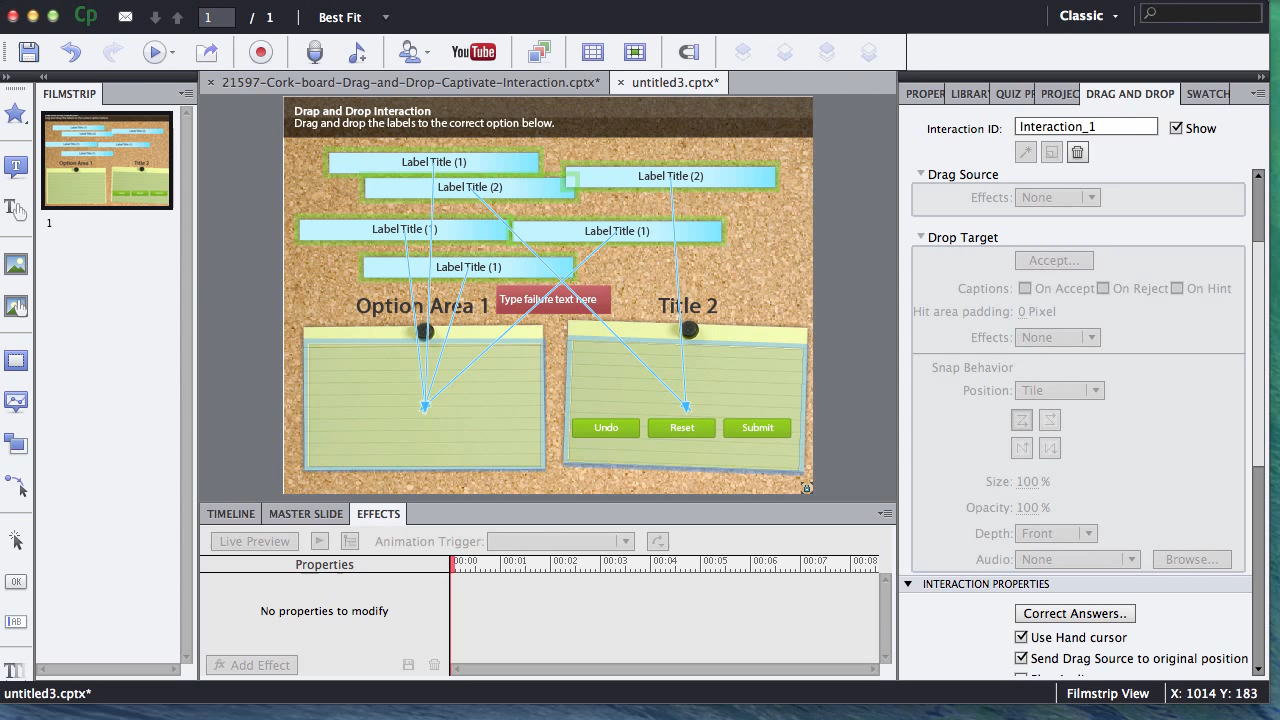 Cp
1
/ 1
Best Fit
Classic
YouTube
FILMSTRIP
× 21597-Cork-board-Drag-and-Drop-Captivate-Interaction.cptx*
× untitled3.cptx*
PROPER
LIBRAR
QUIZ PR
PROJEC
DRAG AND DROP
SWATCH
1
Drap and Drop Interaction
Drag and drop the labels to the correct option below.
Label Title (1)
Label Title (2)
Label Title (2)
Label Title (1)
Label Title (1)
Label Title (1)
Option Area 1
Type failure text here
Title 2
Undo
Reset
Submit
Interaction ID:
Interaction_1
Show
Drag Source
Effects:
None
Drop Target
Accept...
Captions:
On Accept
On Reject
On Hint
Hit area padding:
0 Pixel
Effects:
None
Snap Behavior
Position:
Tile
Size:
100 %
Opacity:
100 %
Depth:
Front
Audio:
None
Browse...
INTERACTION PROPERTIES
Correct Answers..
Use Hand cursor
Send Drag Source to original position
TIMELINE
MASTER SLIDE
EFFECTS
Live Preview
Animation Trigger:
Properties
00:00
00:01
00:02
00:03
00:04
00:05
00:06
00:07
00:08
No properties to modify
fx Add Effect
OK
AB
untitled3.cptx*
Filmstrip View
X: 1014 Y: 183